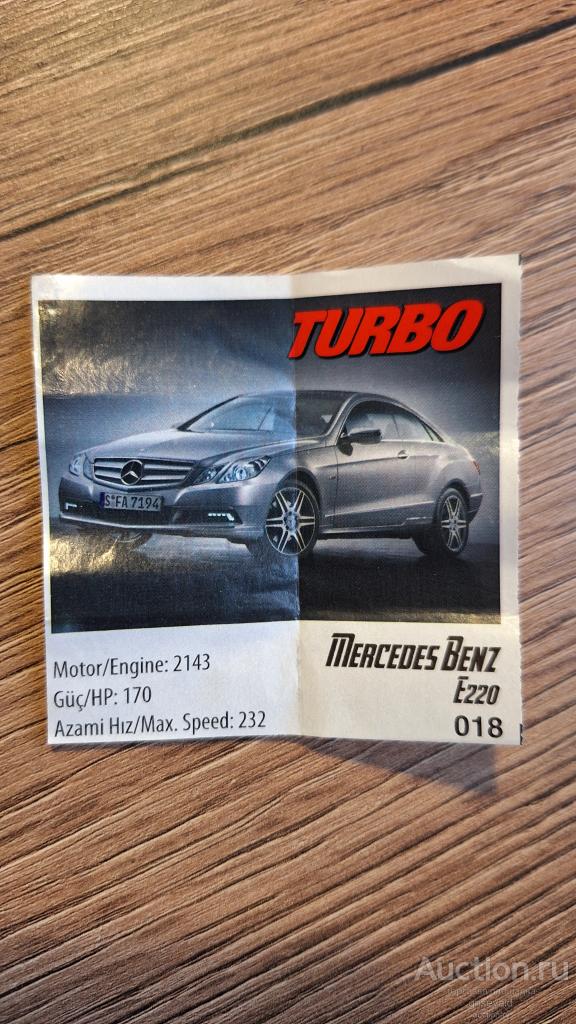 TURBO
S·FA 7194
Motor/Engine: 2143
Güç/HP: 170
Azami Hız/Max. Speed: 232
MERCEDES BENZ
E220
018
Auction.ru